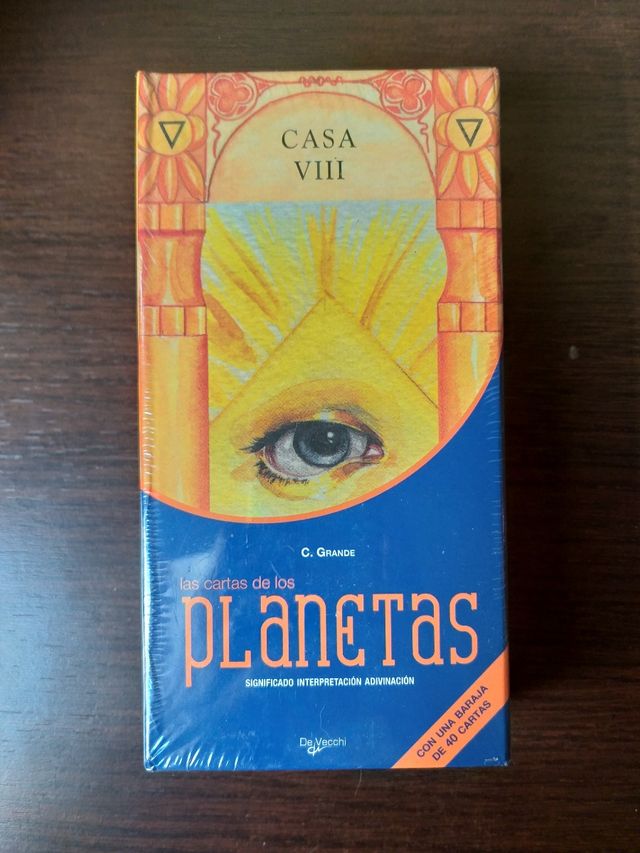 CASA
VIII
C. GRANDE
las cartas de los
PLANETAS
SIGNIFICADO INTERPRETACIÓN ADIVINACIÓN
CON UNA BARAJA
DE 40 CARTAS
De Vecchi